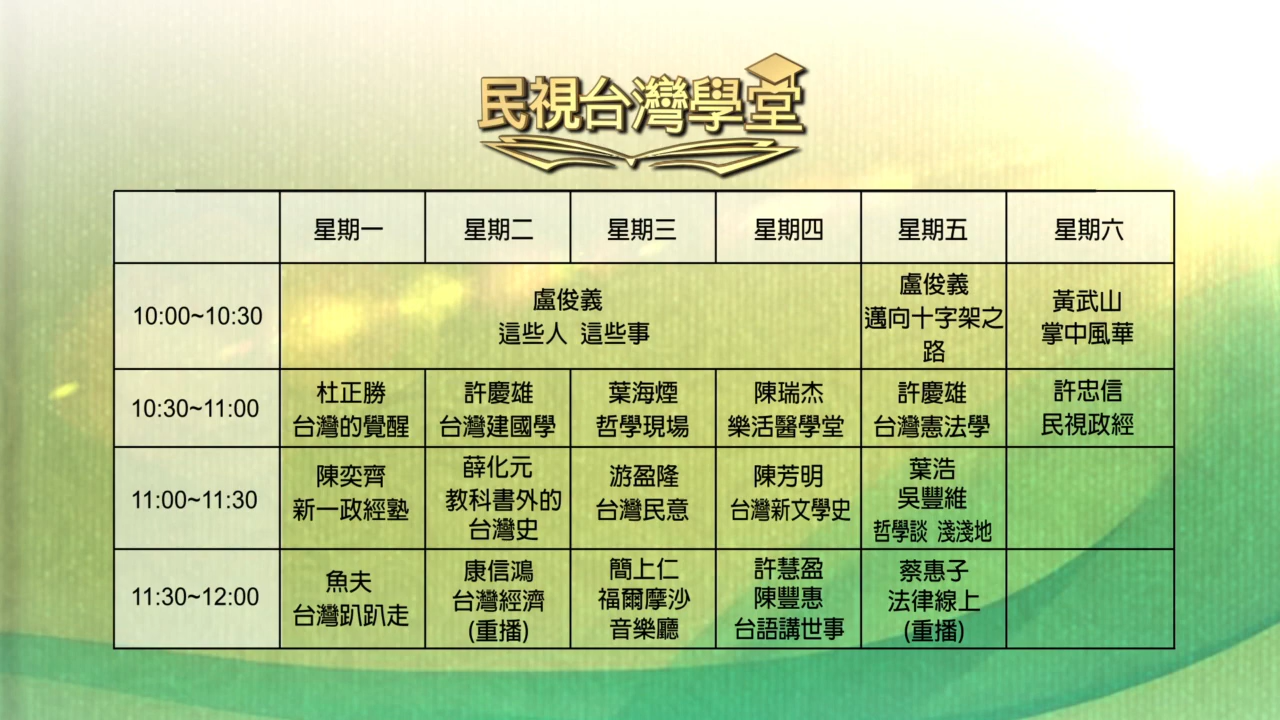 民視台灣學堂
星期一 星期二 星期三 星期四 星期五 星期六
10:00~10:30
盧俊義
這些人 這些事
盧俊義
邁向十字架之
路
黃武山
掌中風華
10:30~11:00
杜正勝
台灣的覺醒
許慶雄
台灣建國學
葉海煙
哲學現場
陳瑞杰
樂活醫學堂
許慶雄
台灣憲法學
許忠信
民視政經
11:00~11:30
陳奕齊
新一政經塾
薛化元
教科書外的
台灣史
游盈隆
台灣民意
陳芳明
台灣新文學史
葉浩
吳豐維
哲學談 淺淺地
11:30~12:00
魚夫
台灣趴趴走
康信鴻
台灣經濟
(重播)
簡上仁
福爾摩沙
音樂廳
許慧盈
陳豐惠
台語講世事
蔡惠子
法律線上
(重播)